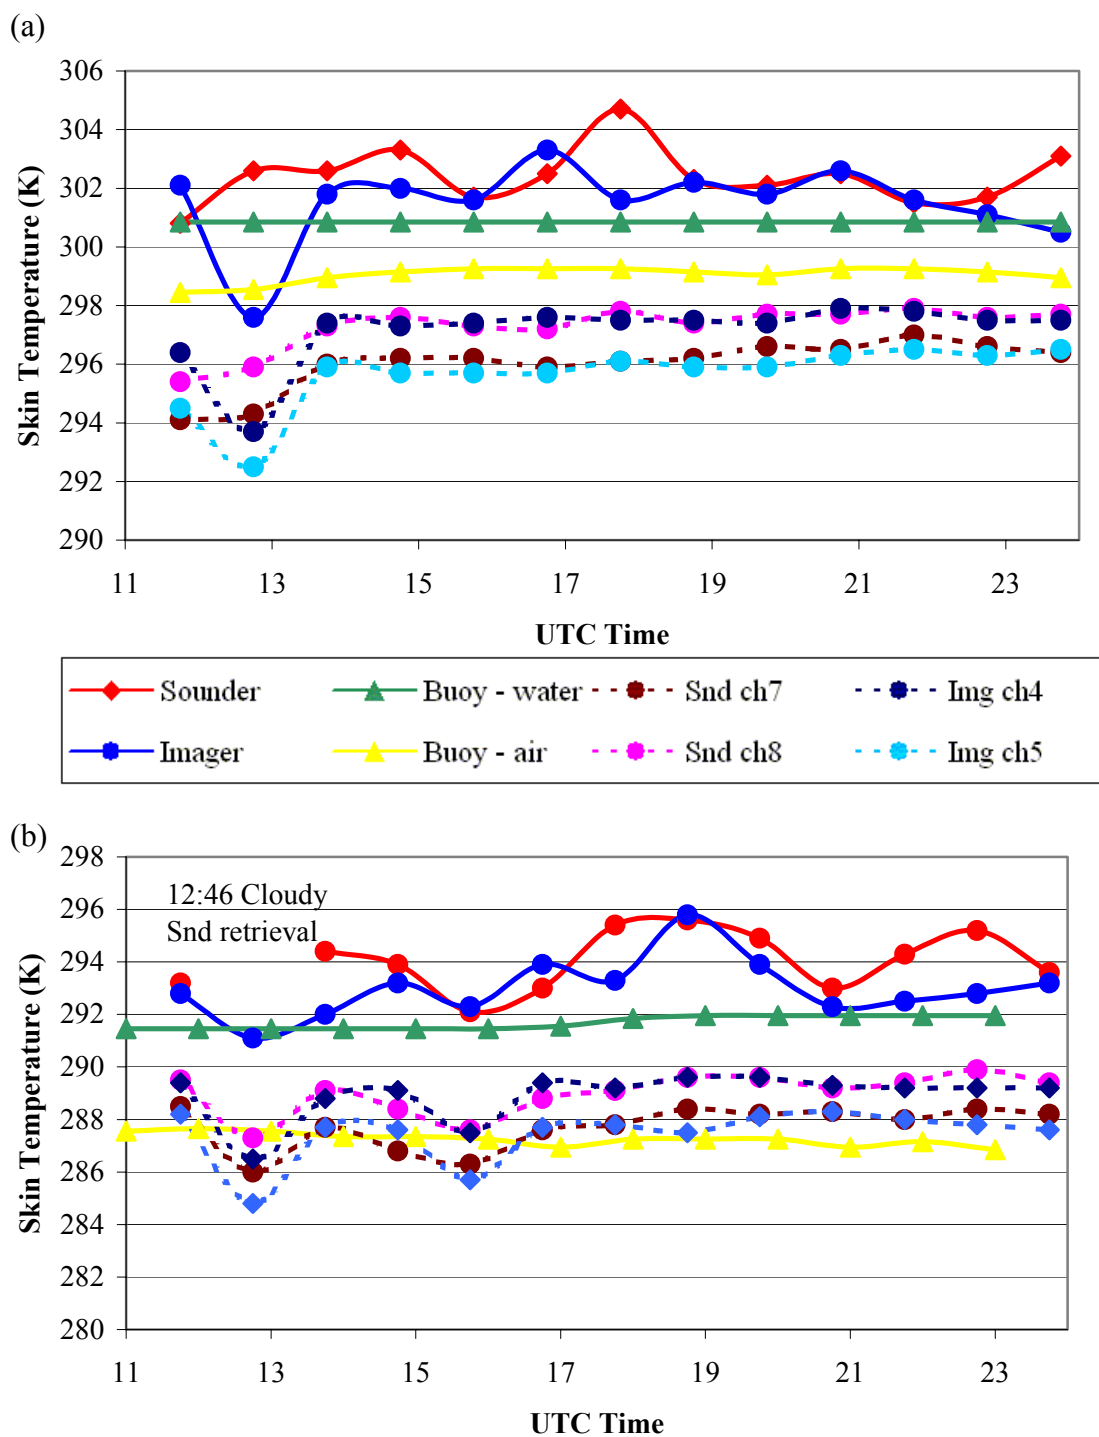 (a)
306
304
302
300
298
296
294
292
290
Skin Temperature (K)
11 13 15 17 19 21 23
UTC Time
Sounder Buoy - water Snd ch7 Img ch4
Imager Buoy - air Snd ch8 Img ch5
(b)
298
296
294
292
290
288
286
284
282
280
Skin Temperature (K)
12:46 Cloudy
Snd retrieval
11 13 15 17 19 21 23
UTC Time